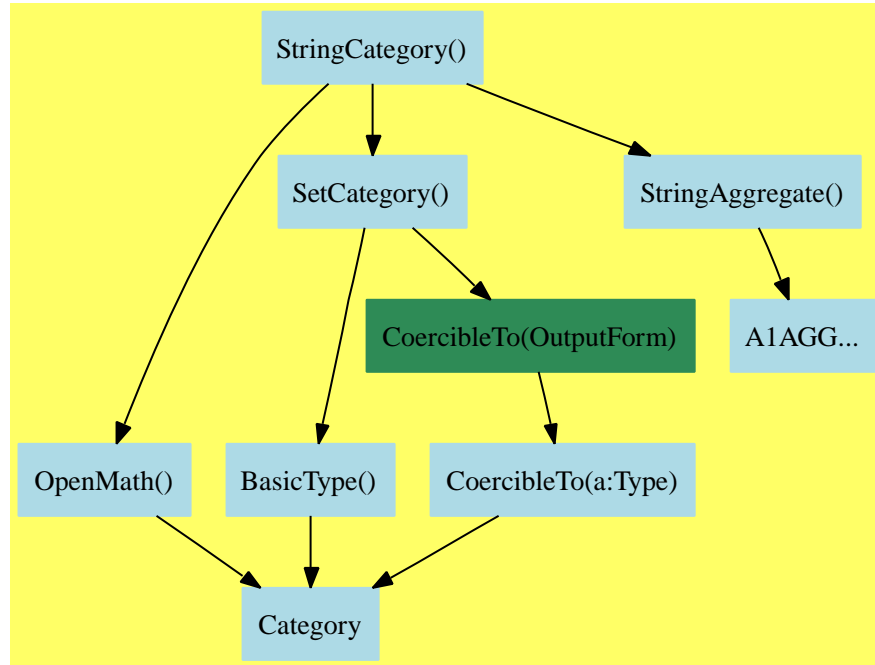 StringCategory()
SetCategory()
StringAggregate()
CoercibleTo(OutputForm)
A1AGG...
OpenMath()
BasicType()
CoercibleTo(a:Type)
Category